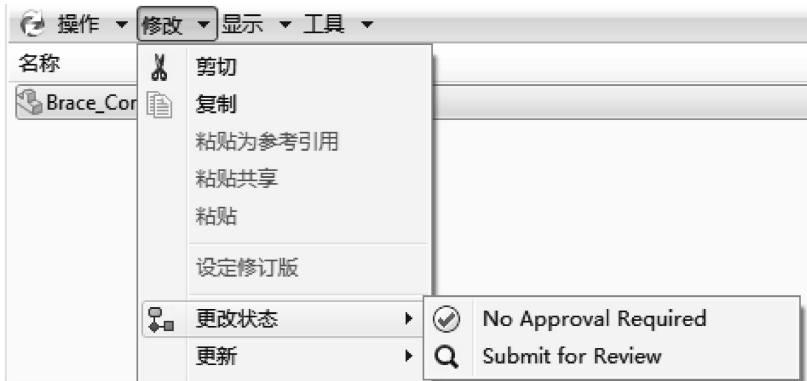 操作 修改 显示 工具
名称
Brace_Cor
剪切
复制
粘贴为参考引用
粘贴共享
粘贴
设定修订版
更改状态
No Approval Required
更新
Submit for Review